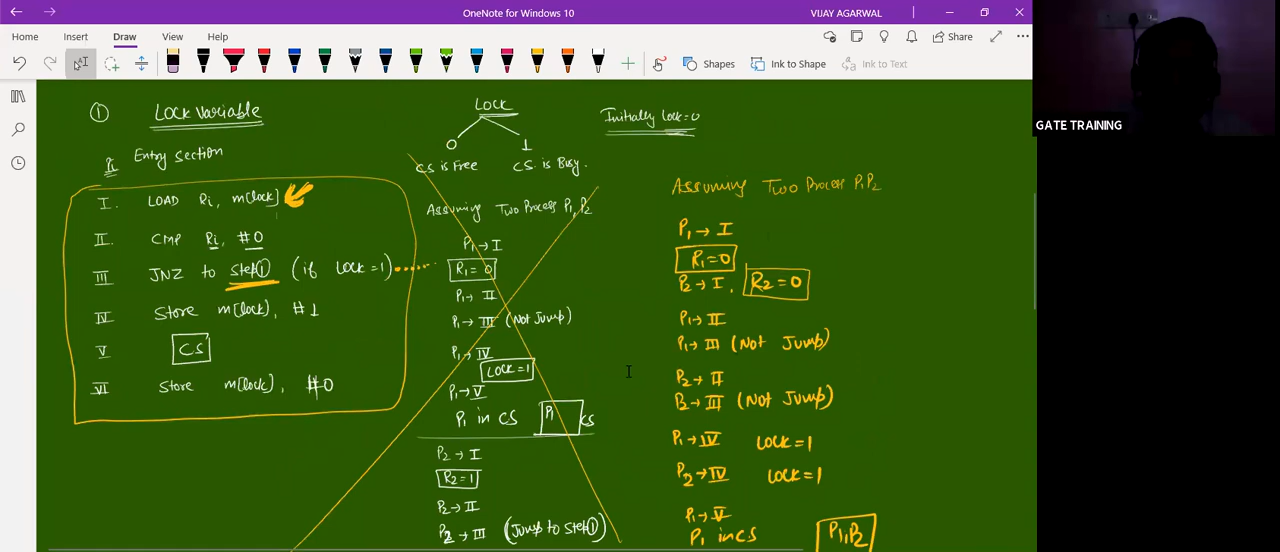 OneNote for Windows 10
VIJAY AGARWAL
Home Insert Draw View Help
Share
Shapes
Ink to Shape
Ink to Text
GATE TRAINING
① Lock Variable
Pi Entry section
I. LOAD Ri, m[lock]
II. CMP Ri, #0
III JNZ to step① (if Lock=1)
IV Store m[lock], #1
V CS
VI Store m[lock], #0
LOCK
0 1
CS is Free CS. is Busy.
Assuming Two Process P1, P2
P1 → I
R1 = 0
P1 → II
P1 → III (Not Jump)
P1 → IV
Lock=1
P1 → V
P1 in CS P1 CS
P2 → I
R2 = 1
P2 → II
P2 → III (Jump to Step①)
Initially lock=0
Assuming Two Process P1 P2
P1 → I
R1=0
P2 → I, R2=0
P1 → II
P1 → III (Not Jump)
P2 → II
P2 → III (Not Jump)
P1 → IV Lock=1
P2 → IV Lock=1
P1 → V
P1 in CS P1, P2